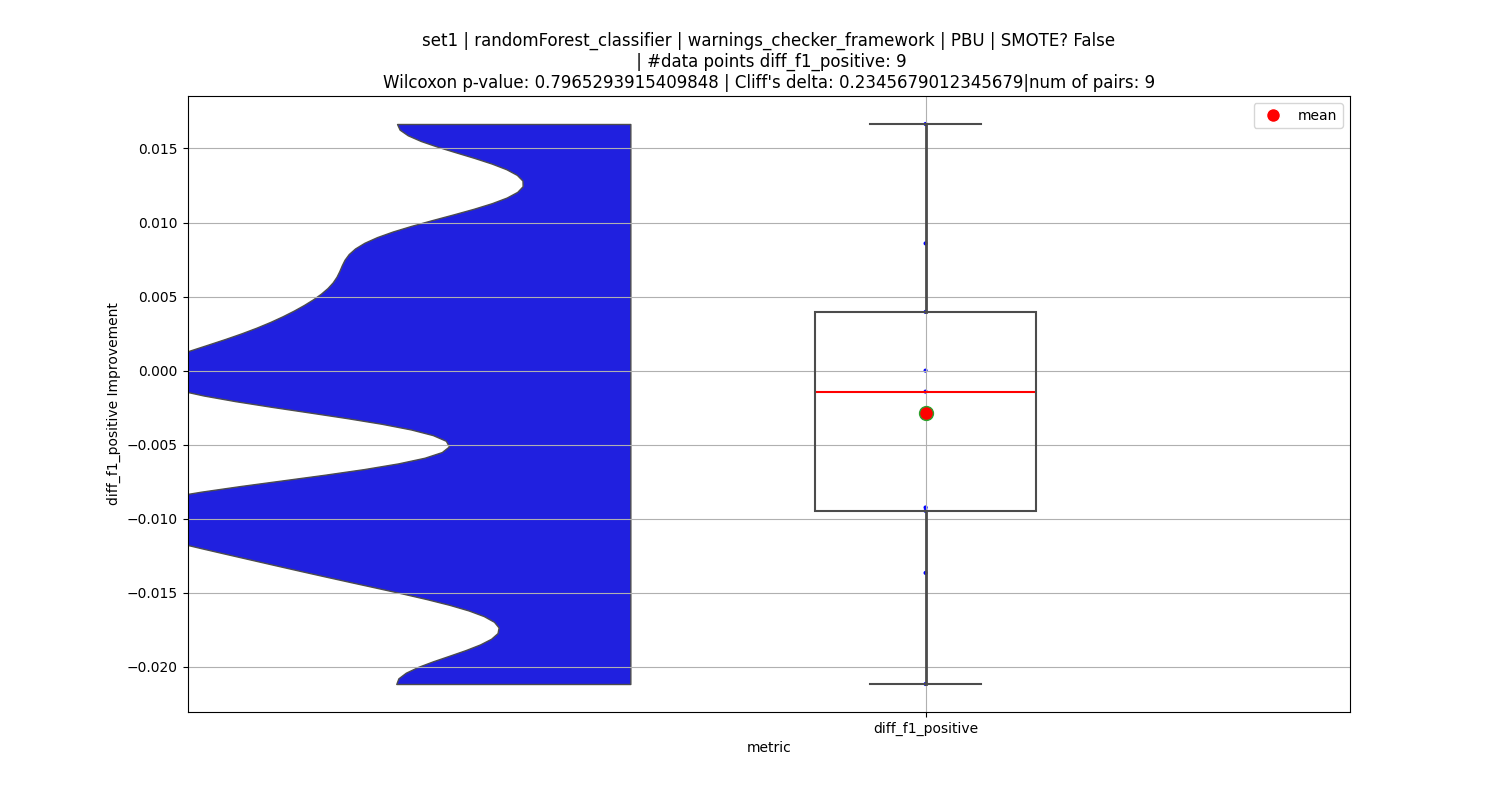 set1 | randomForest_classifier | warnings_checker_framework | PBU | SMOTE? False
| #data points diff_f1_positive: 9
Wilcoxon p-value: 0.7965293915409848 | Cliff's delta: 0.2345679012345679|num of pairs: 9
mean
0.015
0.010
0.005
0.000
−0.005
−0.010
−0.015
−0.020
diff_f1_positive Improvement
diff_f1_positive
metric